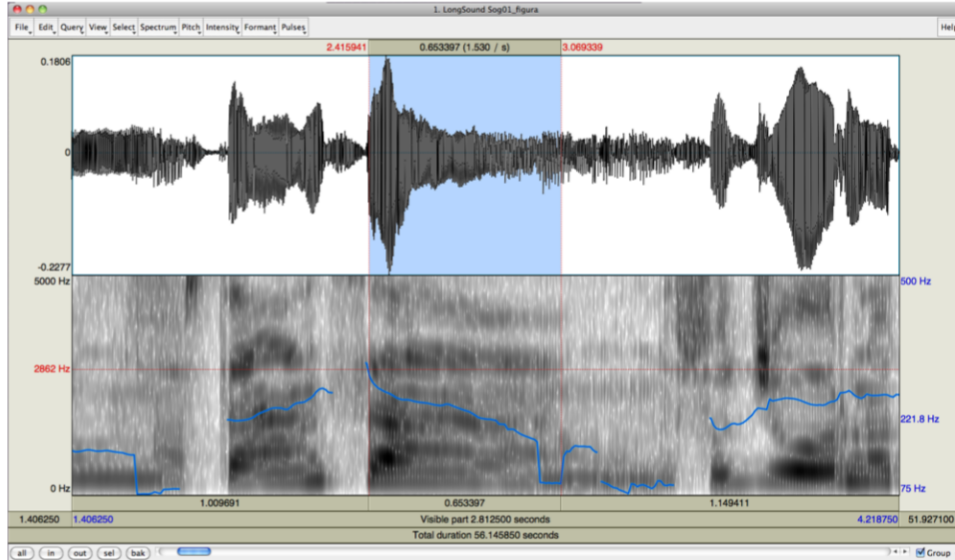 1. LongSound Sog01_figura
File Edit Query View Select Spectrum Pitch Intensity Formant Pulses Help
2.415941 0.653397 (1.530 / s) 3.069339
0.1806
0
-0.2277
5000 Hz 500 Hz
2862 Hz
221.8 Hz
0 Hz 75 Hz
1.009691 0.653397 1.149411
1.406250 1.406250 Visible part 2.812500 seconds 4.218750 51.927100
Total duration 56.145850 seconds
all in out sel bak Group